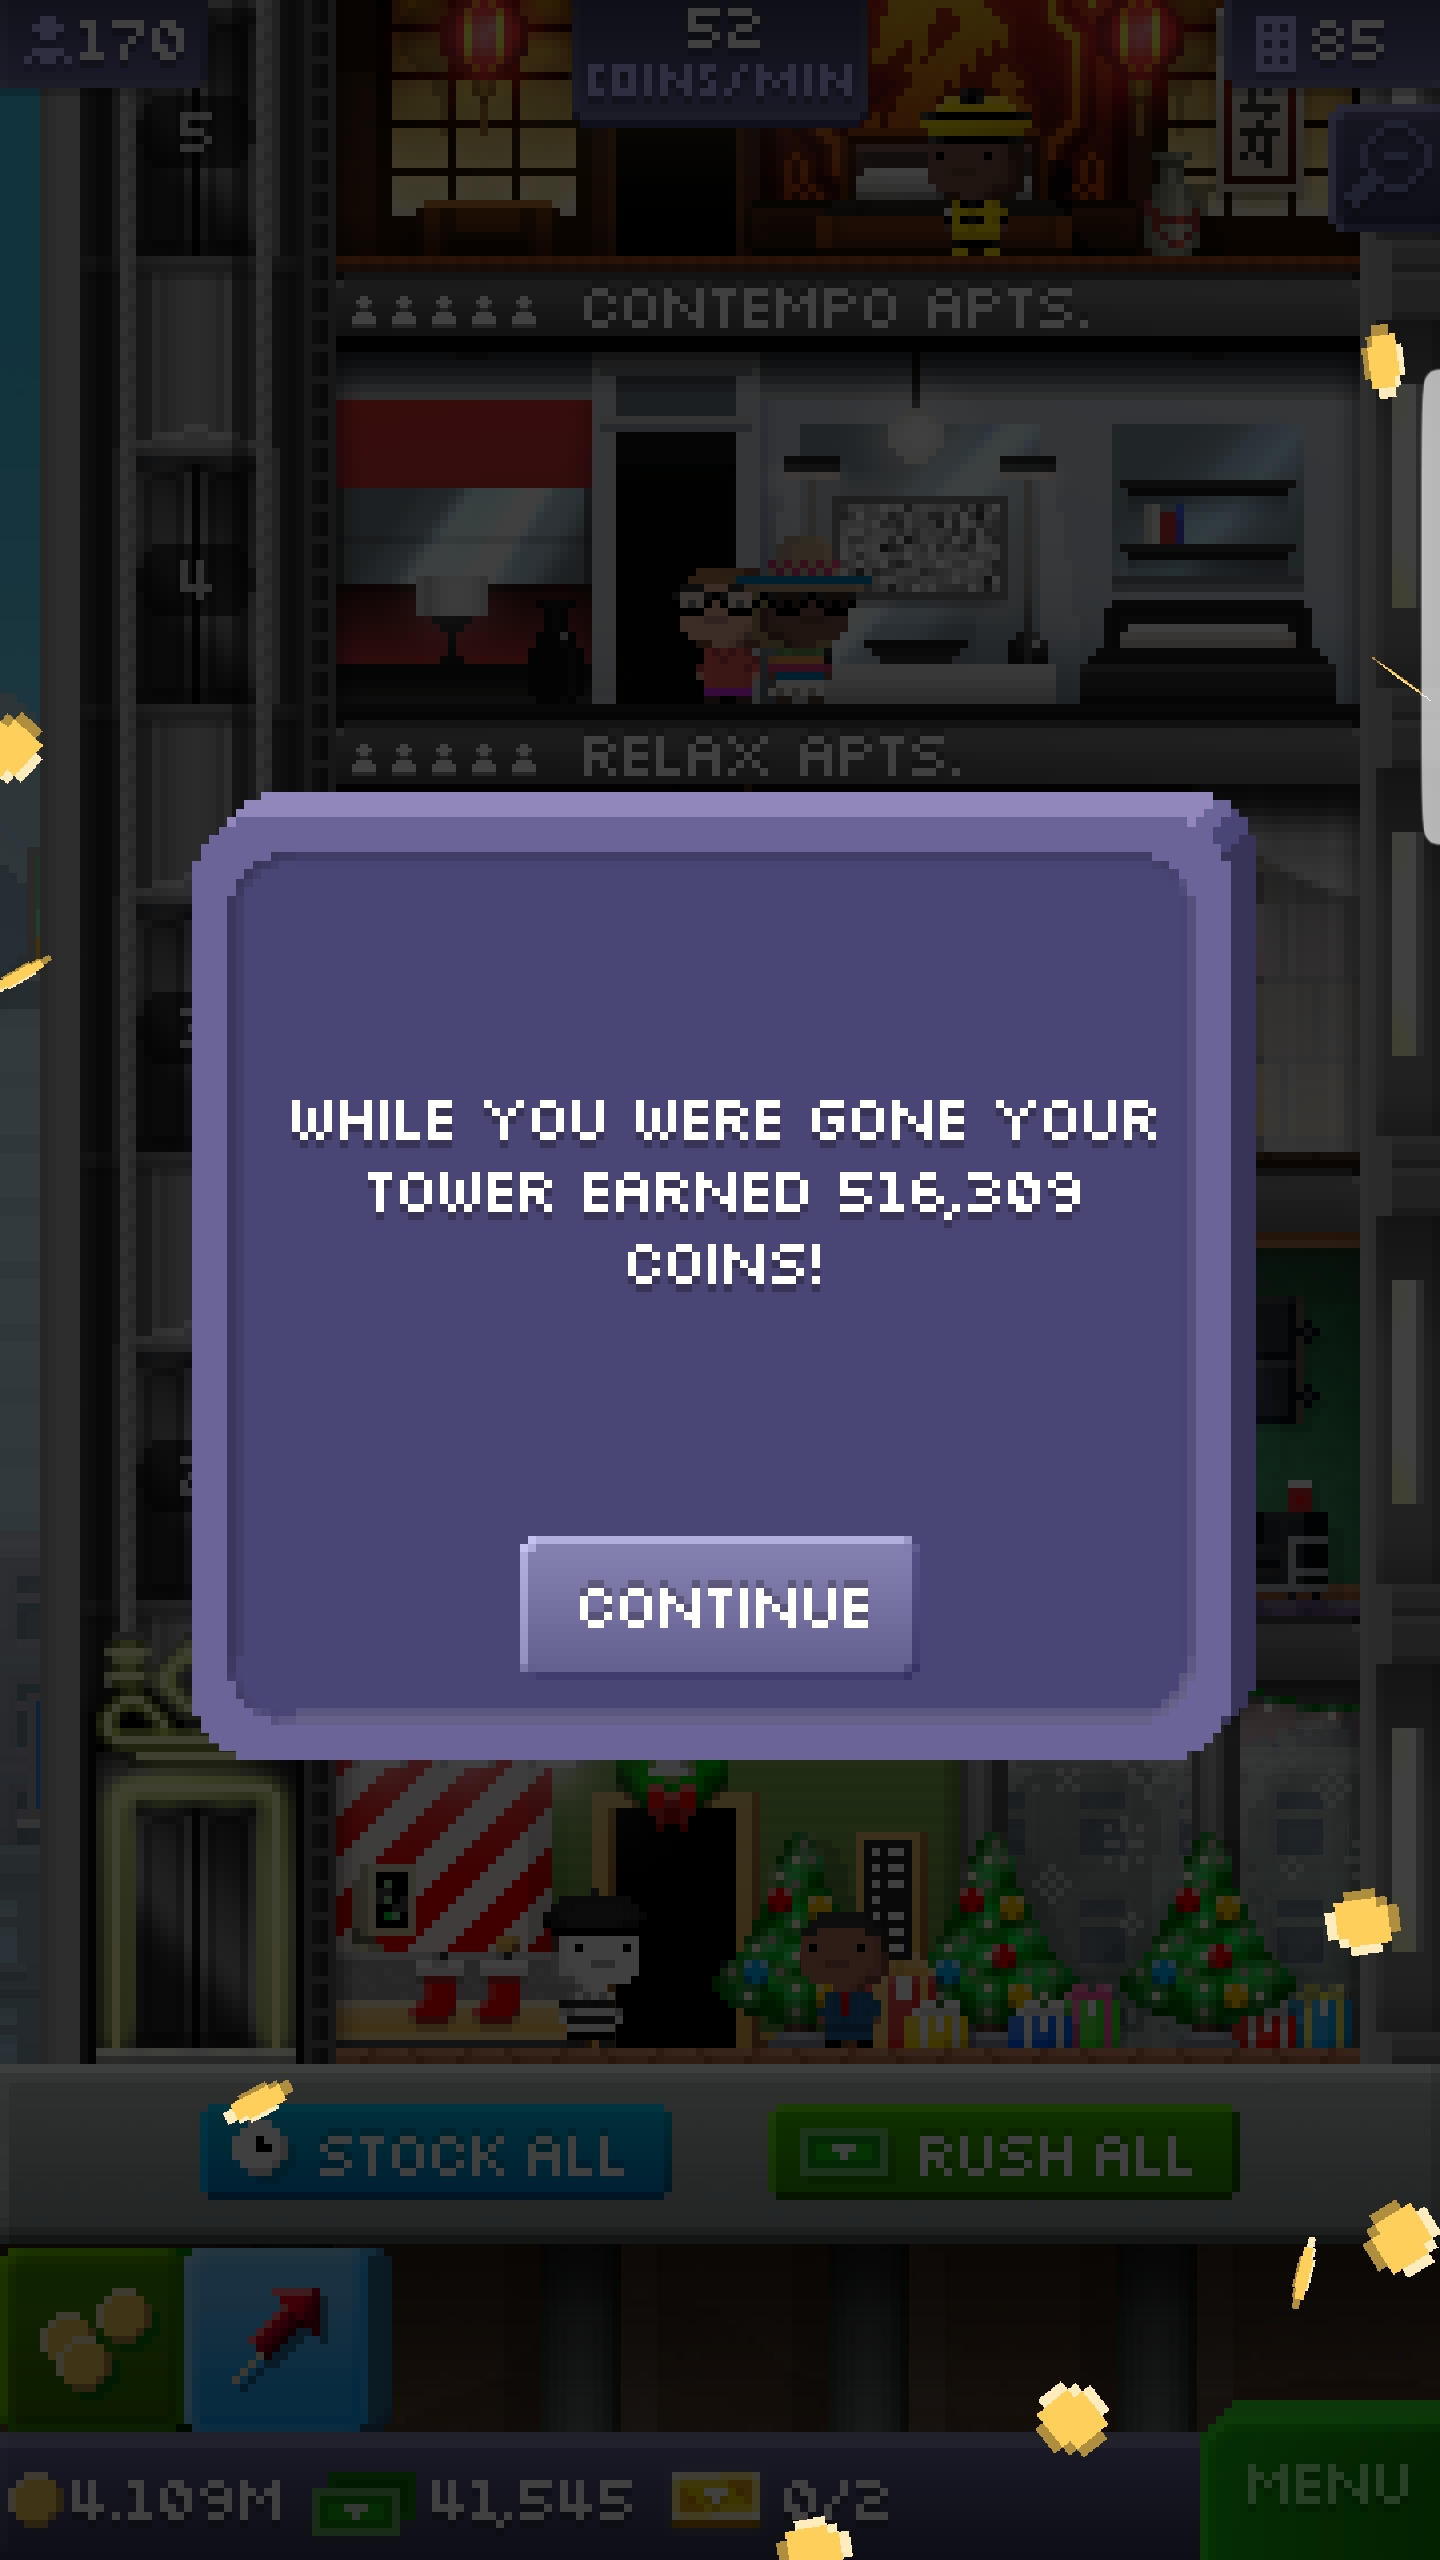 170
52
COINS/MIN
85
5
CONTEMPO APTS.
4
RELAX APTS.
WHILE YOU WERE GONE YOUR
TOWER EARNED 516,309
COINS!
CONTINUE
STOCK ALL
RUSH ALL
4.109M
41,545
0/2
MENU